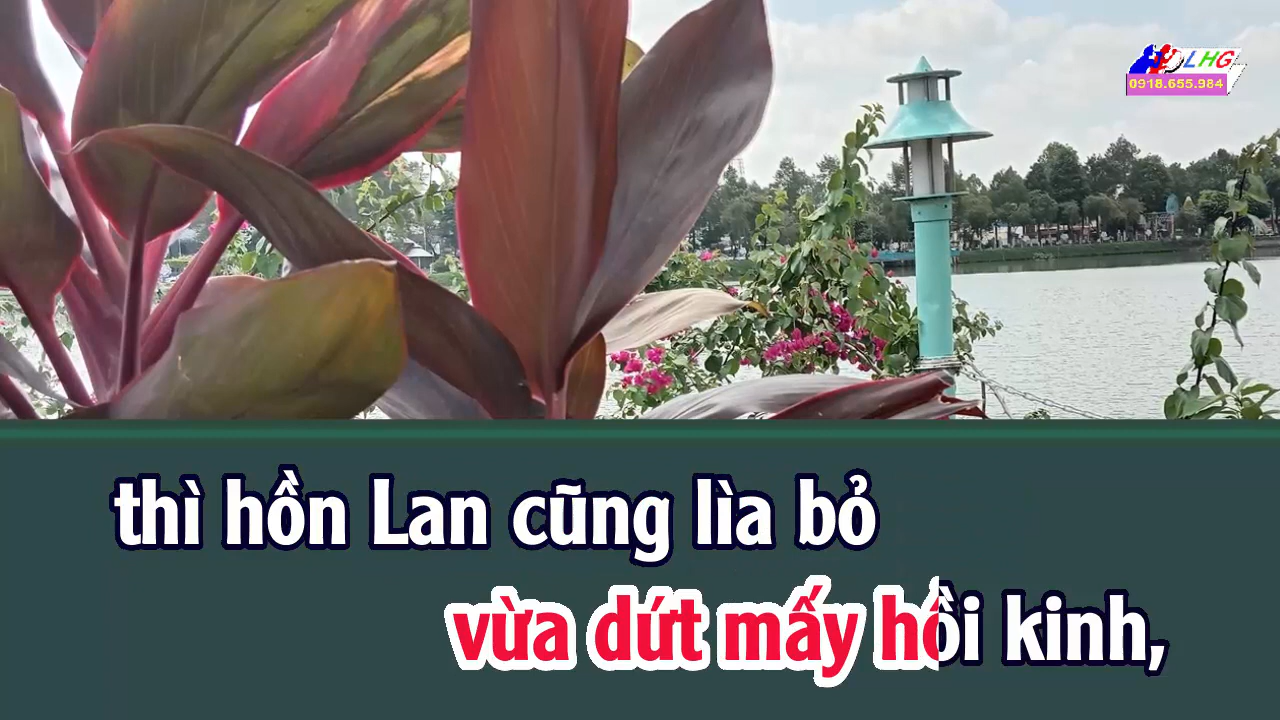 LHG
0918.655.984
thì hồn Lan cũng lìa bỏ
vừa dứt mấy hồi kinh,